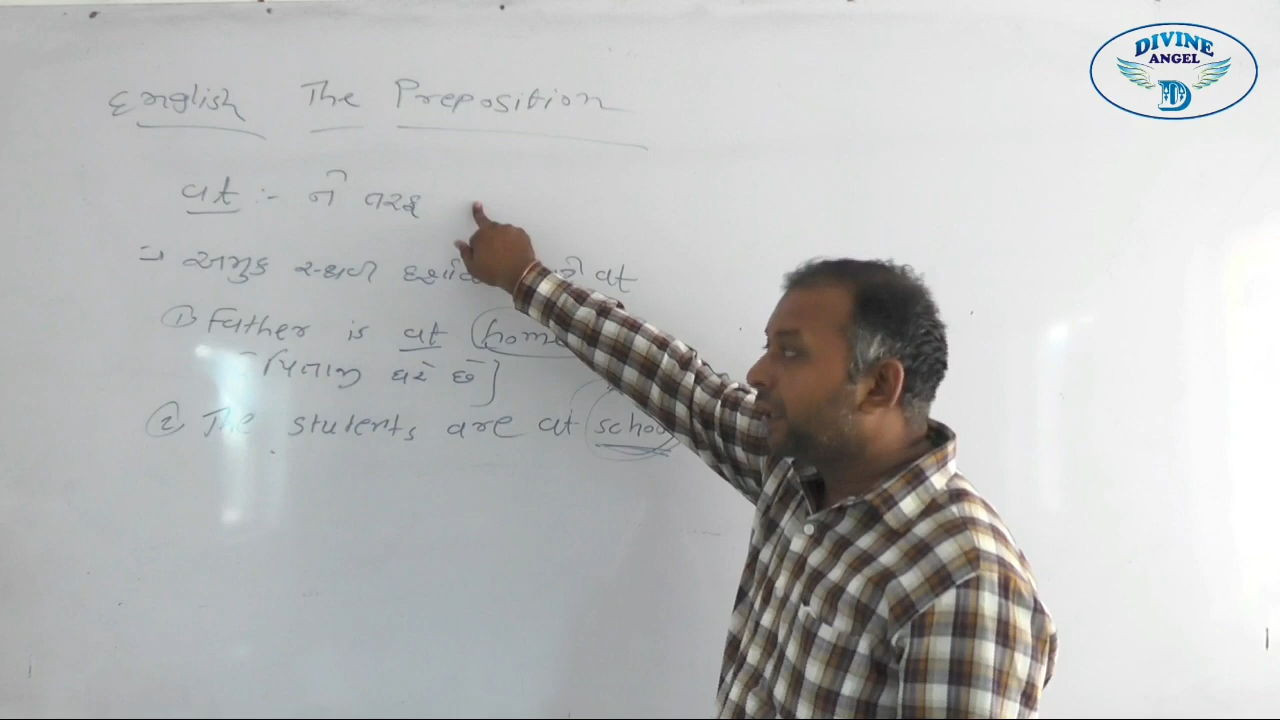 DIVINE
ANGEL
D
English The Preposition
at :- ને તરફ
અમુક સ્થળ at
① Father is at home
પિતાજી ઘરે છે
② The students are at school